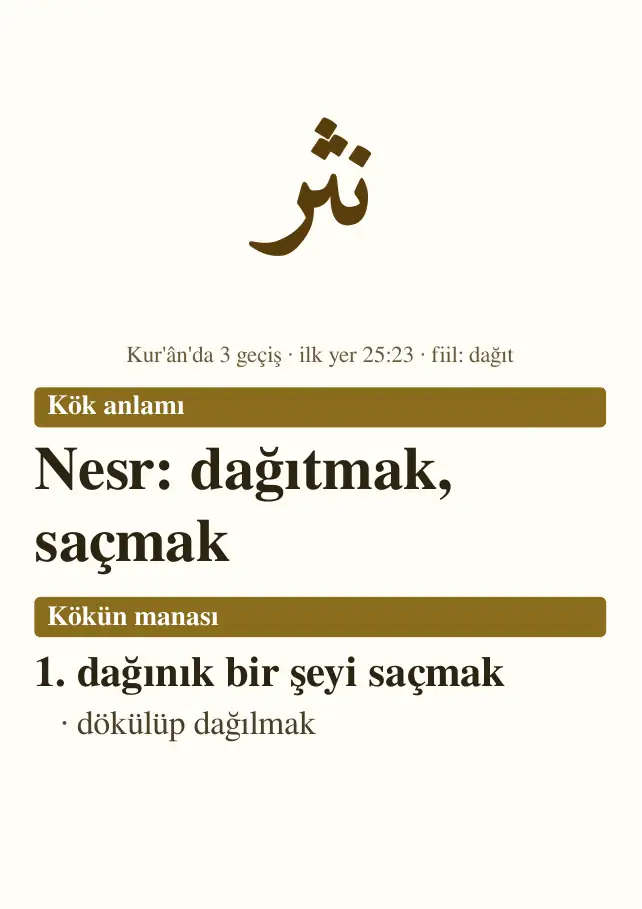 نثر
Kur'ân'da 3 geçiş · ilk yer 25:23 · fiil: dağıt
Kök anlamı
Nesr: dağıtmak,
saçmak
Kökün manası
1. dağınık bir şeyi saçmak
· dökülüp dağılmak